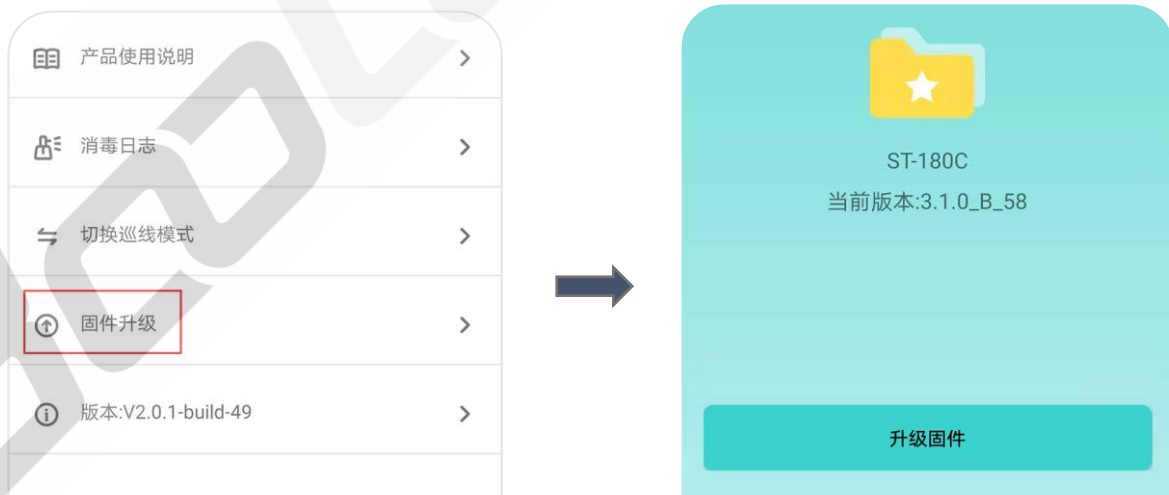 产品使用说明
消毒日志
切换巡线模式
固件升级
版本:V2.0.1-build-49
ST-180C
当前版本:3.1.0_B_58
升级固件